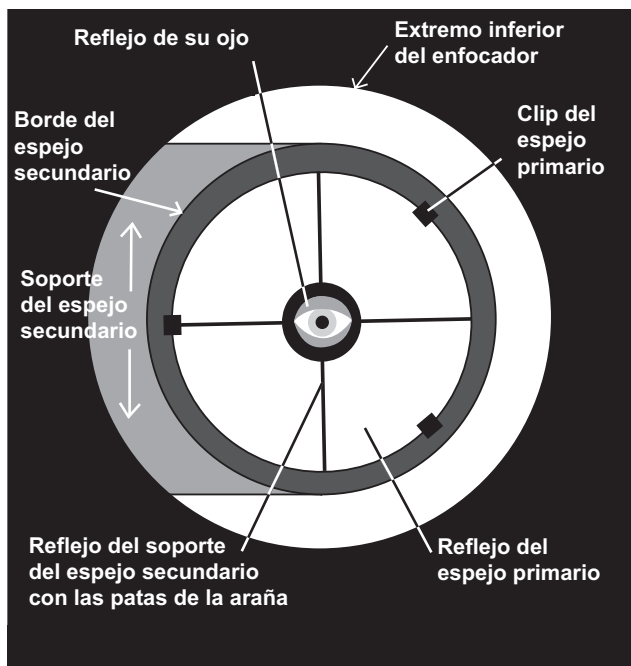 Reflejo de su ojo
Extremo inferior
del enfocador
Borde del
espejo
secundario
Clip del
espejo
primario
Soporte
del espejo
secundario
Reflejo del soporte
del espejo secundario
con las patas de la araña
Reflejo del
espejo primario